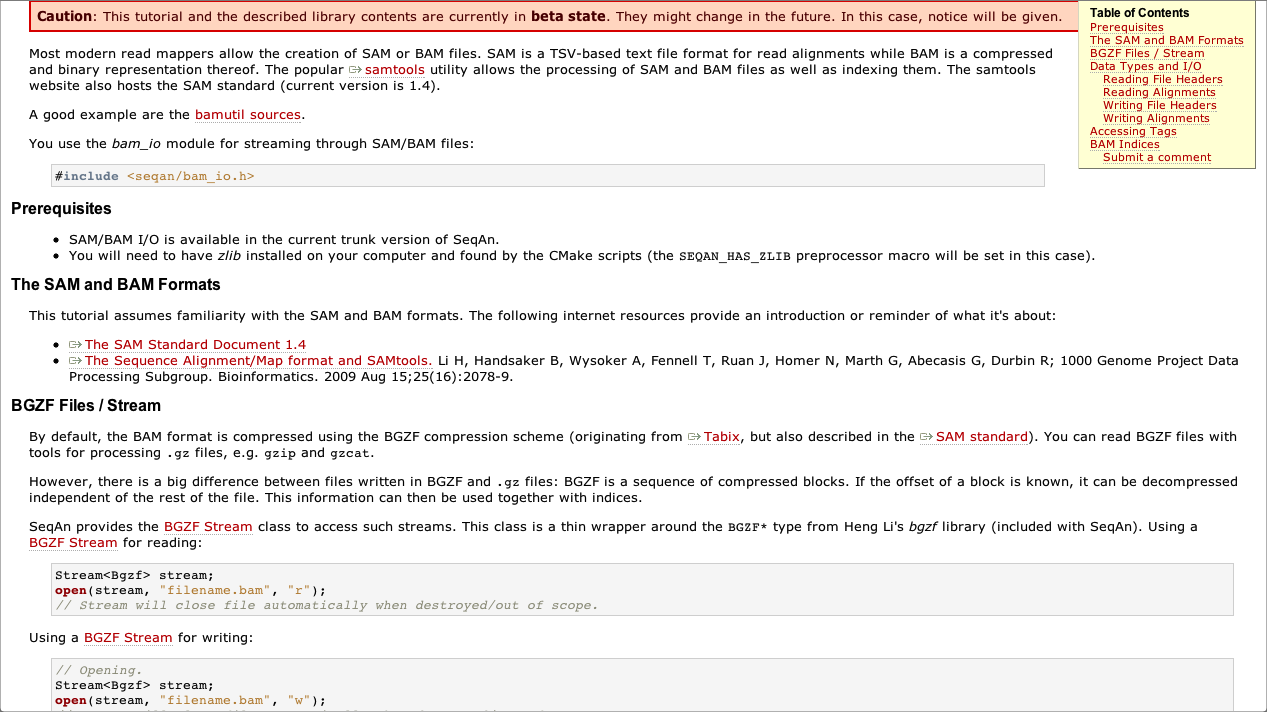 Caution: This tutorial and the described library contents are currently in beta state. They might change in the future. In this case, notice will be given.
Table of Contents
Prerequisites
The SAM and BAM Formats
BGZF Files / Stream
Data Types and I/O
Reading File Headers
Reading Alignments
Writing File Headers
Writing Alignments
Accessing Tags
BAM Indices
Submit a comment
Most modern read mappers allow the creation of SAM or BAM files. SAM is a TSV-based text file format for read alignments while BAM is a compressed
and binary representation thereof. The popular samtools utility allows the processing of SAM and BAM files as well as indexing them. The samtools
website also hosts the SAM standard (current version is 1.4).
A good example are the bamutil sources.
You use the bam_io module for streaming through SAM/BAM files:
#include <seqan/bam_io.h>
Prerequisites
• SAM/BAM I/O is available in the current trunk version of SeqAn.
• You will need to have zlib installed on your computer and found by the CMake scripts (the SEQAN_HAS_ZLIB preprocessor macro will be set in this case).
The SAM and BAM Formats
This tutorial assumes familiarity with the SAM and BAM formats. The following internet resources provide an introduction or reminder of what it's about:
• The SAM Standard Document 1.4
• The Sequence Alignment/Map format and SAMtools. Li H, Handsaker B, Wysoker A, Fennell T, Ruan J, Homer N, Marth G, Abecasis G, Durbin R; 1000 Genome Project Data
Processing Subgroup. Bioinformatics. 2009 Aug 15;25(16):2078-9.
BGZF Files / Stream
By default, the BAM format is compressed using the BGZF compression scheme (originating from Tabix, but also described in the SAM standard). You can read BGZF files with
tools for processing .gz files, e.g. gzip and gzcat.
However, there is a big difference between files written in BGZF and .gz files: BGZF is a sequence of compressed blocks. If the offset of a block is known, it can be decompressed
independent of the rest of the file. This information can then be used together with indices.
SeqAn provides the BGZF Stream class to access such streams. This class is a thin wrapper around the BGZF* type from Heng Li's bgzf library (included with SeqAn). Using a
BGZF Stream for reading:
Stream<Bgzf> stream;
open(stream, "filename.bam", "r");
// Stream will close file automatically when destroyed/out of scope.
Using a BGZF Stream for writing:
// Opening.
Stream<Bgzf> stream;
open(stream, "filename.bam", "w");